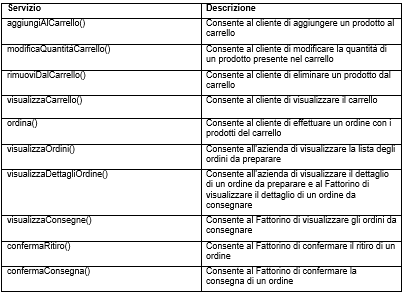 Servizio Descrizione
aggiungiAlCarrello() Consente al cliente di aggiungere un prodotto al
carrello
modificaQuantitàCarrello() Consente al cliente di modificare la quantità di
un prodotto presente nel carrello
rimuoviDalCarrello() Consente al cliente di eliminare un prodotto dal
carrello
visualizzaCarrello() Consente al cliente di visualizzare il carrello
ordina() Consente al cliente di effettuare un ordine con i
prodotti del carrello
visualizzaOrdini() Consente all'azienda di visualizzare la lista degli
ordini da preparare
visualizzaDettagliOrdine() Consente all'azienda di visualizzare il dettaglio
di un ordine da preparare e al Fattorino di
visualizzare il dettaglio di un ordine da
consegnare
visualizzaConsegne() Consente al Fattorino di visualizzare gli ordini da
consegnare
confermaRitiro() Consente al Fattorino di confermare il ritiro di un
ordine
confermaConsegna() Consente al Fattorino di confermare la
consegna di un ordine